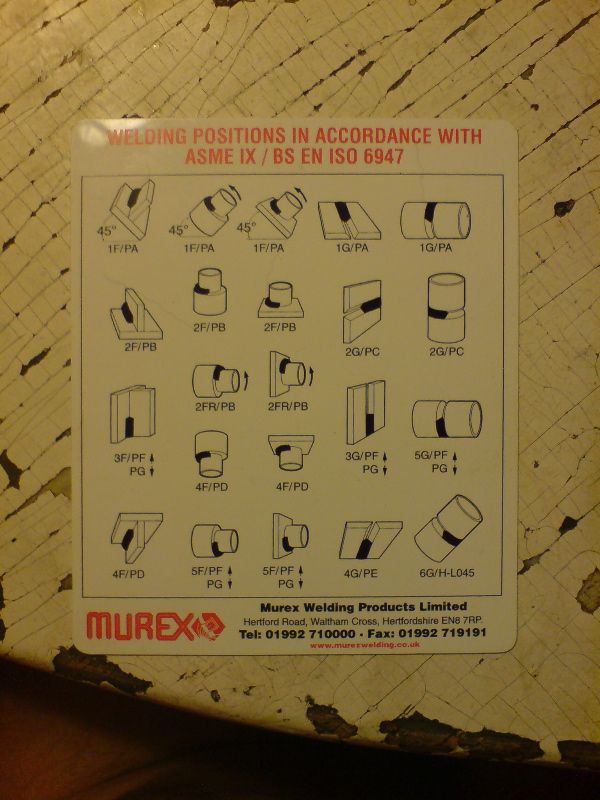 WELDING POSITIONS IN ACCORDANCE WITH
ASME IX / BS EN ISO 6947
45° 45° 45°
1F/PA 1F/PA 1F/PA 1G/PA 1G/PA
2F/PB 2F/PB
2F/PB 2G/PC 2G/PC
2FR/PB 2FR/PB
3F/PF 3G/PF 5G/PF
PG PG PG
4F/PD 4F/PD
4F/PD 5F/PF 5F/PF 4G/PE 6G/H-L045
PG PG
MUREX
Murex Welding Products Limited
Hertford Road, Waltham Cross, Hertfordshire EN8 7RP.
Tel: 01992 710000 • Fax: 01992 719191
www.murexwelding.co.uk